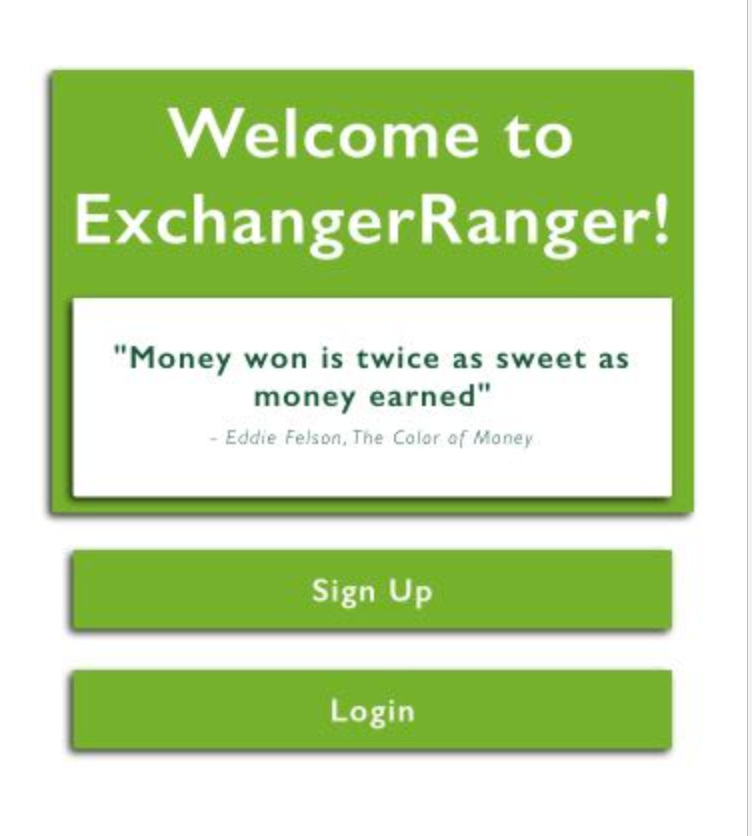 Welcome to
ExchangerRanger!
"Money won is twice as sweet as
money earned"
- Eddie Felson, The Color of Money
Sign Up
Login